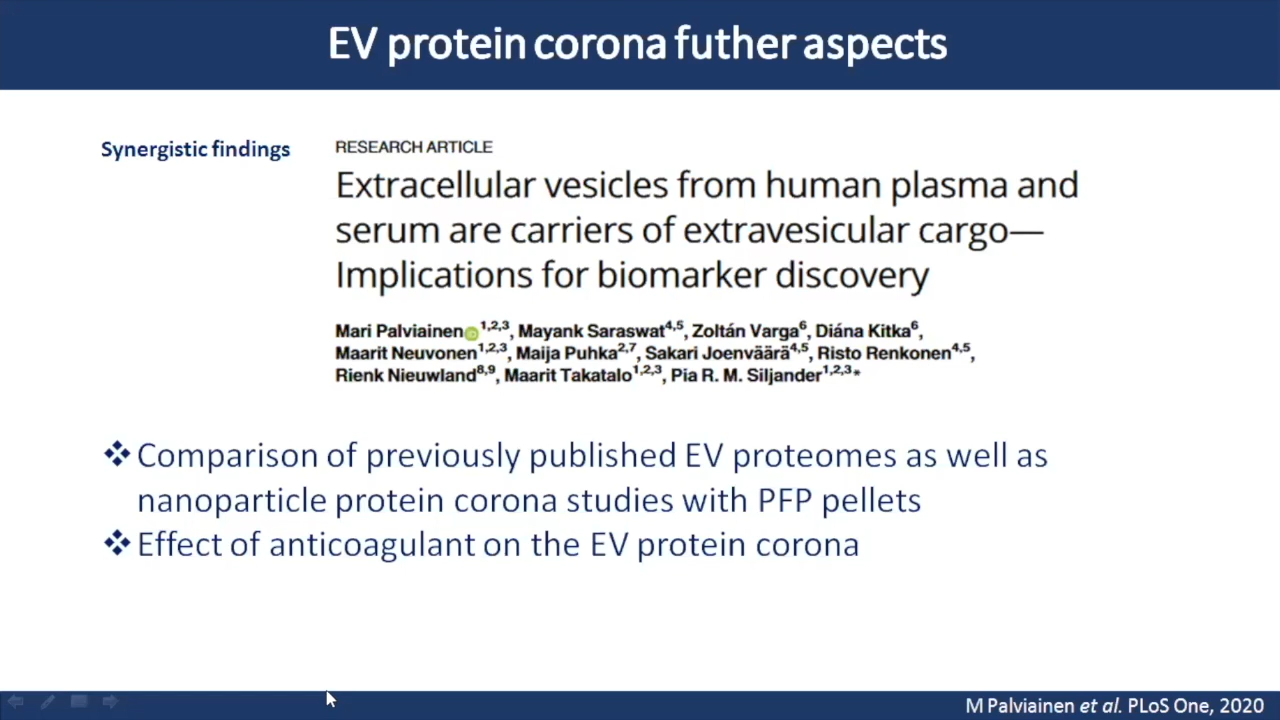 EV protein corona futher aspects
Synergistic findings
RESEARCH ARTICLE
Extracellular vesicles from human plasma and
serum are carriers of extravesicular cargo—
Implications for biomarker discovery
Mari Palviainen 1,2,3, Mayank Saraswat4,5, Zoltán Varga6, Diána Kitka6,
Maarit Neuvonen1,2,3, Maija Puhka2,7, Sakari Joenväärä4,5, Risto Renkonen4,5,
Rienk Nieuwland8,9, Maarit Takatalo1,2,3, Pia R. M. Siljander1,2,3*
❖ Comparison of previously published EV proteomes as well as
nanoparticle protein corona studies with PFP pellets
❖ Effect of anticoagulant on the EV protein corona
M Palviainen et al. PLoS One, 2020